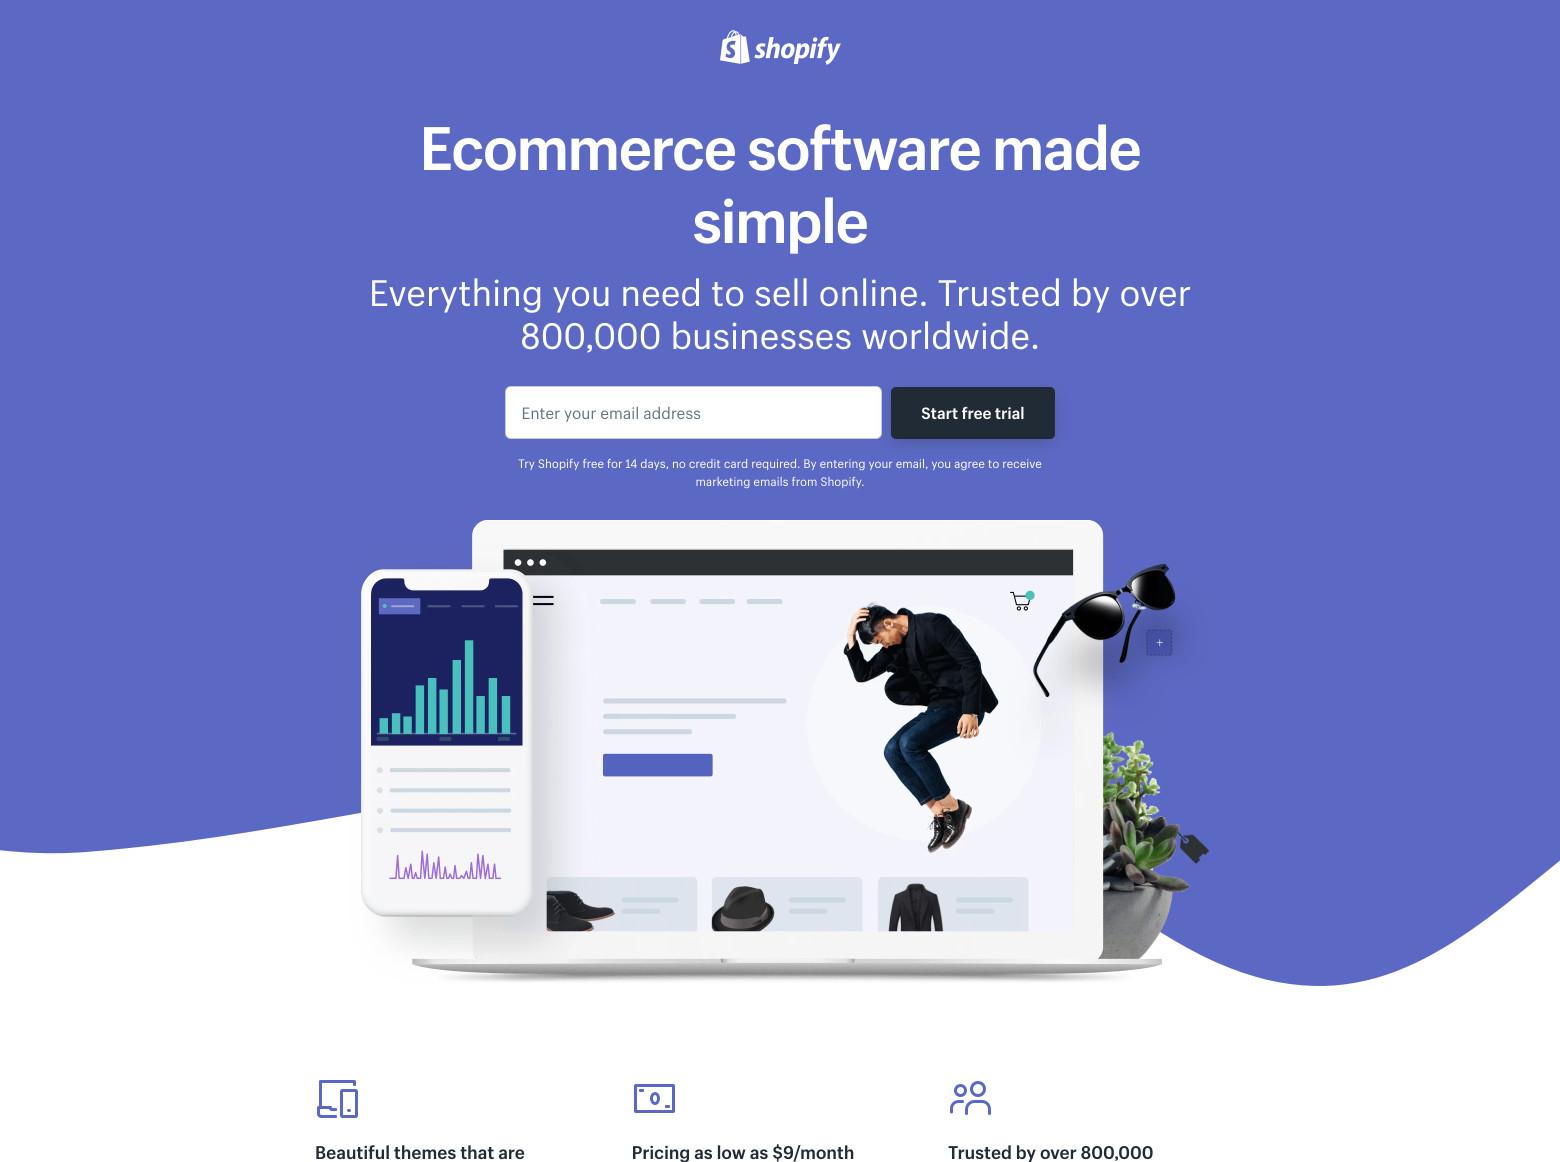 shopify
Ecommerce software made
simple
Everything you need to sell online. Trusted by over
800,000 businesses worldwide.
Enter your email address
Start free trial
Try Shopify free for 14 days, no credit card required. By entering your email, you agree to receive
marketing emails from Shopify.
Beautiful themes that are
Pricing as low as $9/month
Trusted by over 800,000